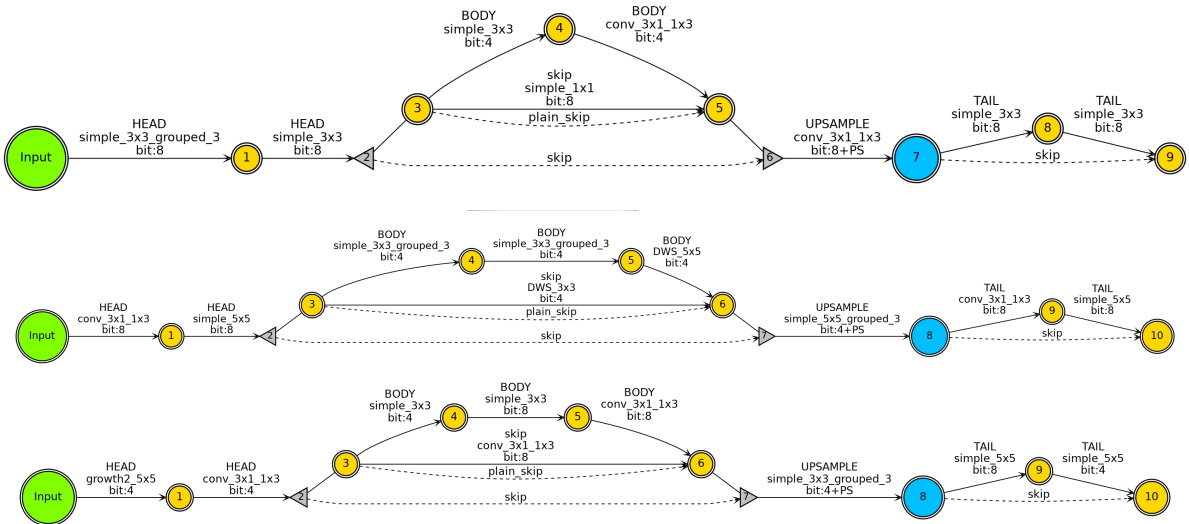 BODY
simple_3x3
bit:4
4
BODY
conv_3x1_1x3
bit:4
skip
simple_1x1
bit:8
3
5
plain_skip
HEAD
simple_3x3_grouped_3
bit:8
HEAD
simple_3x3
bit:8
UPSAMPLE
conv_3x1_1x3
bit:8+PS
TAIL
simple_3x3
bit:8
8
TAIL
simple_3x3
bit:8
Input
1
2
skip
6
7
skip
9
BODY
simple_3x3_grouped_3
bit:4
4
BODY
simple_3x3_grouped_3
bit:4
5
BODY
DWS_5x5
bit:4
skip
DWS_3x3
bit:4
3
6
plain_skip
HEAD
conv_3x1_1x3
bit:8
HEAD
simple_5x5
bit:8
UPSAMPLE
simple_5x5_grouped_3
bit:4+PS
TAIL
conv_3x1_1x3
bit:8
9
TAIL
simple_5x5
bit:8
Input
1
2
skip
7
8
skip
10
BODY
simple_3x3
bit:4
4
BODY
simple_3x3
bit:8
5
BODY
conv_3x1_1x3
bit:8
skip
conv_3x1_1x3
bit:8
3
6
plain_skip
HEAD
growth2_5x5
bit:4
HEAD
conv_3x1_1x3
bit:4
UPSAMPLE
simple_3x3_grouped_3
bit:4+PS
TAIL
simple_5x5
bit:8
9
TAIL
simple_5x5
bit:4
Input
1
2
skip
7
8
skip
10